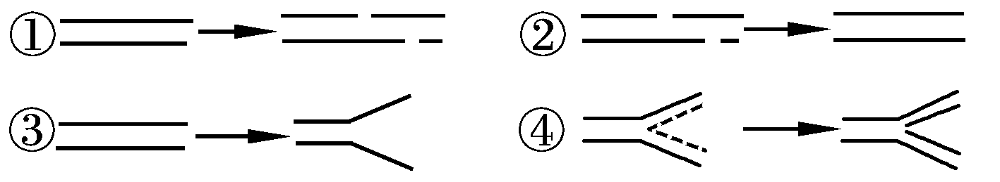 ① ②
③ ④